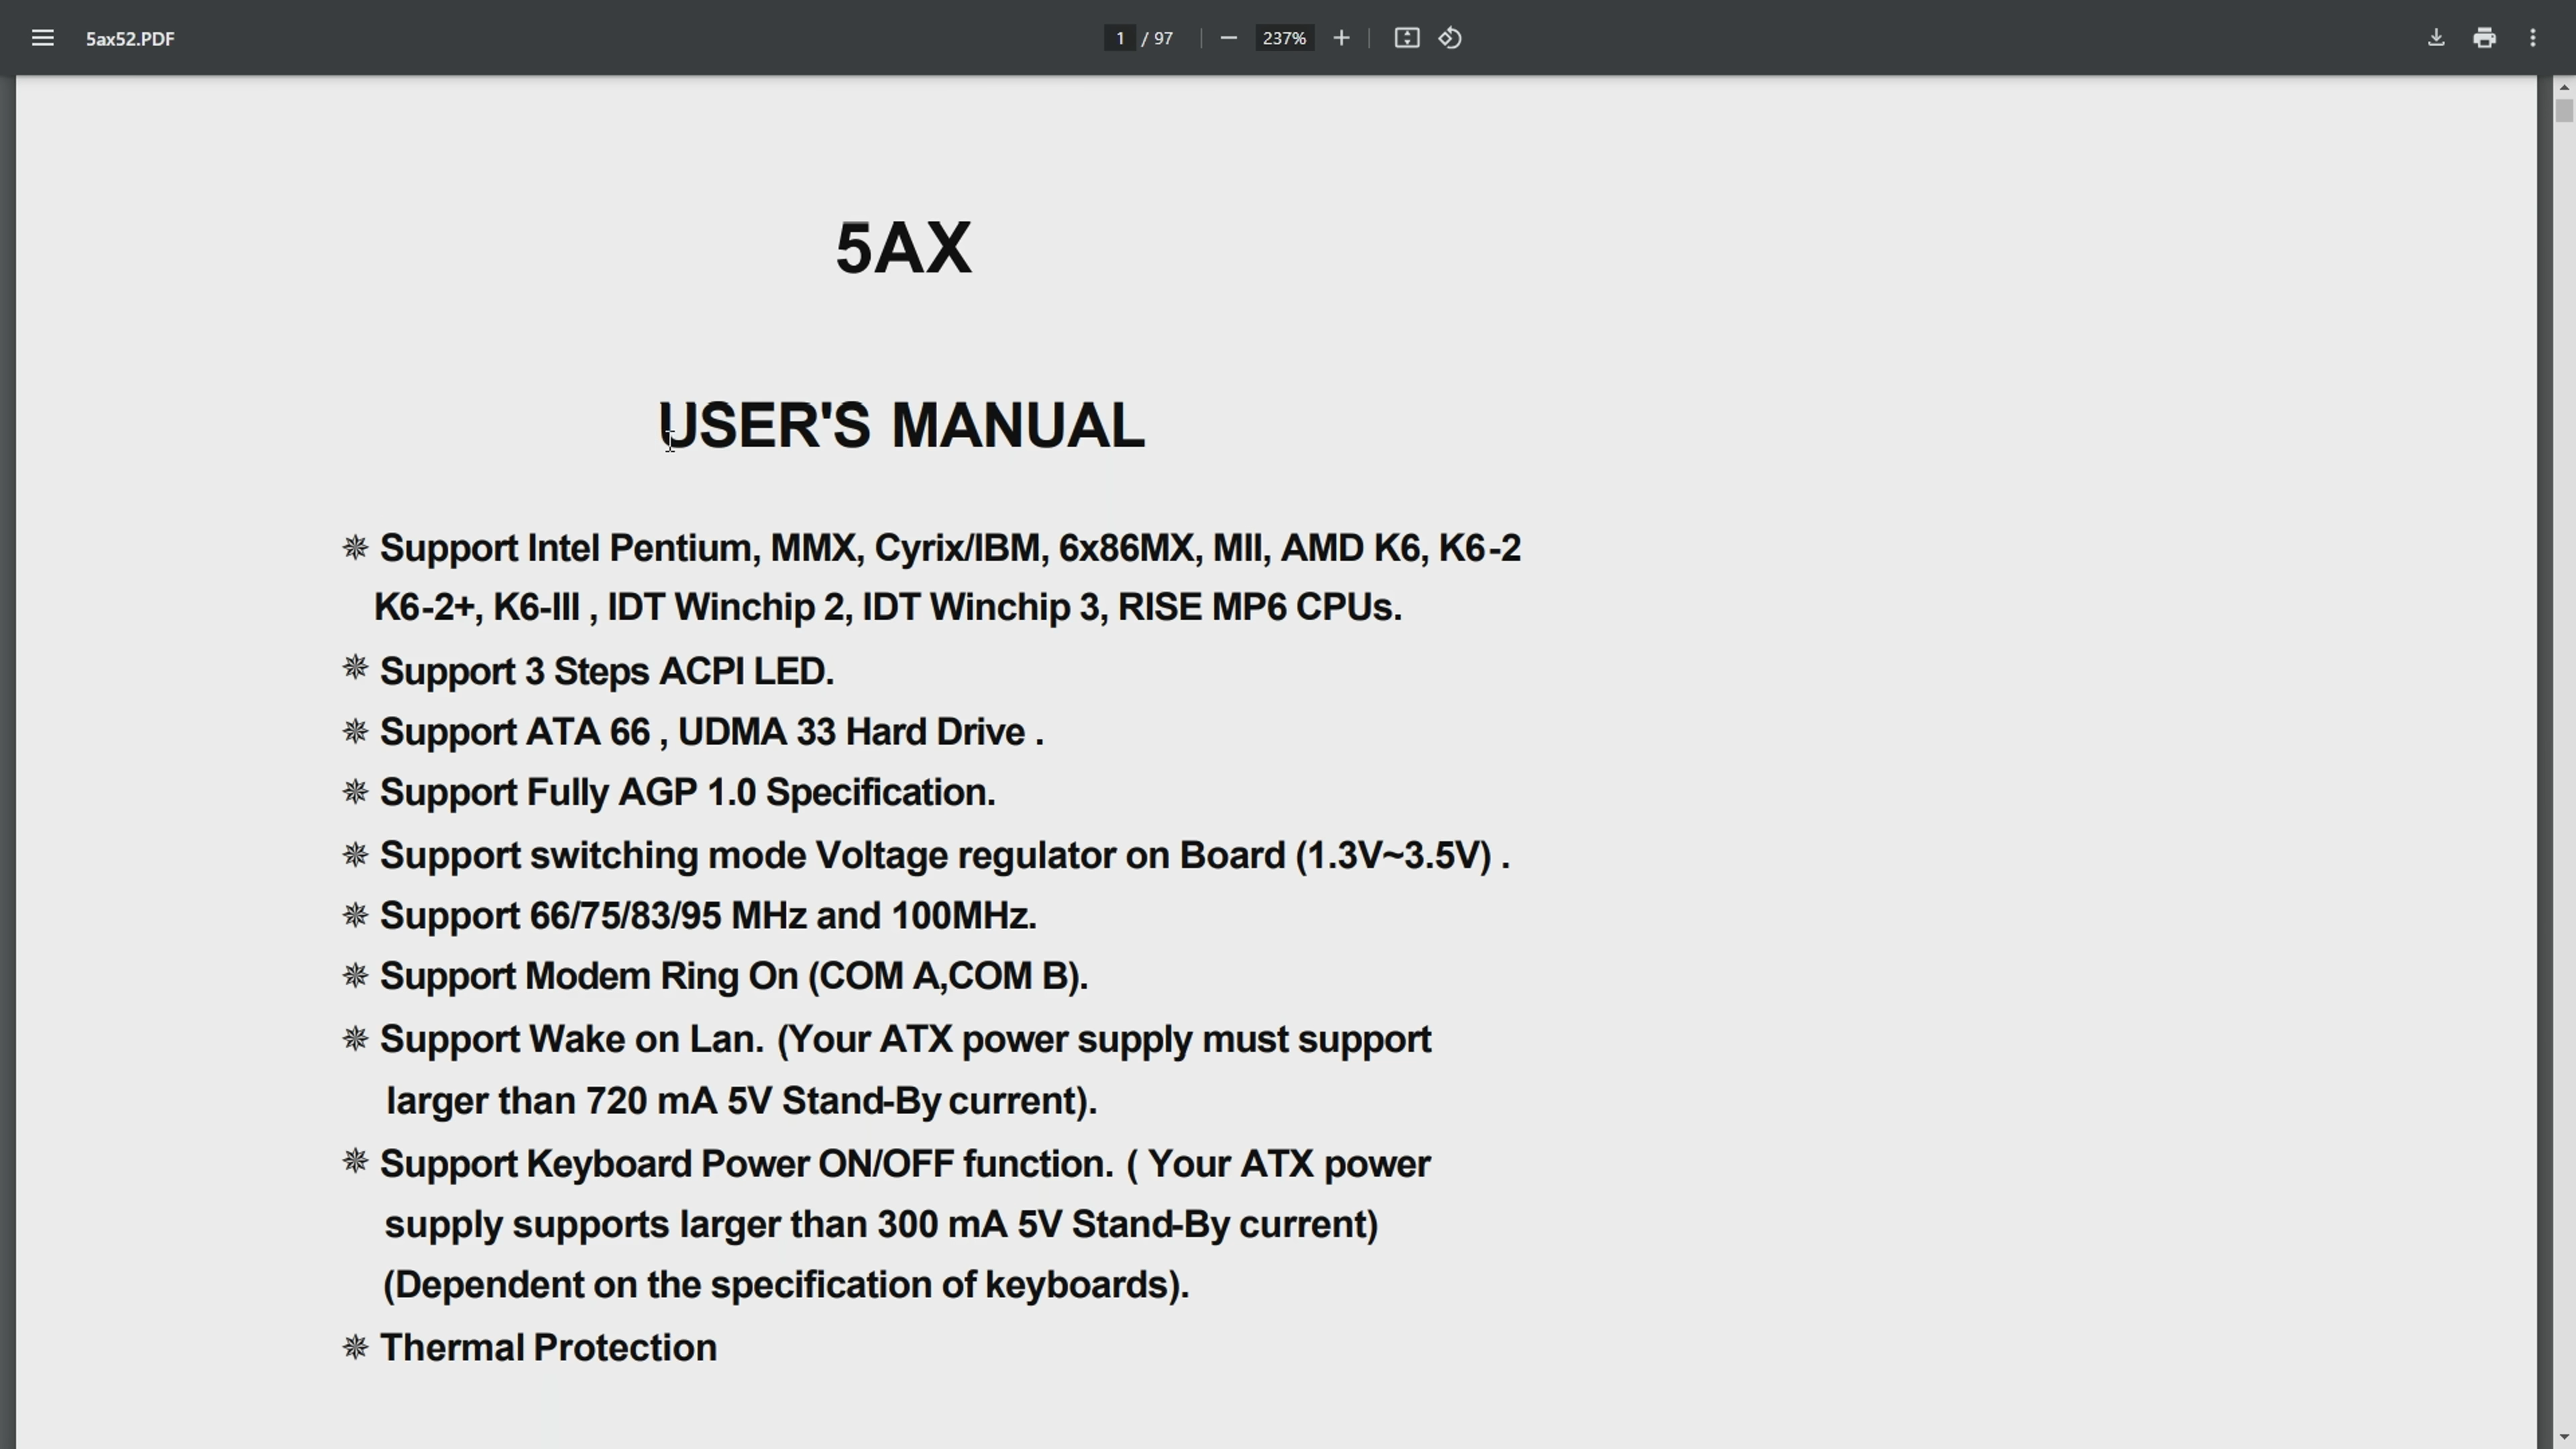 5ax52.PDF
1 / 97
237%
5AX
USER'S MANUAL
✵ Support Intel Pentium, MMX, Cyrix/IBM, 6x86MX, MII, AMD K6, K6-2
K6-2+, K6-III , IDT Winchip 2, IDT Winchip 3, RISE MP6 CPUs.
✵ Support 3 Steps ACPI LED.
✵ Support ATA 66 , UDMA 33 Hard Drive .
✵ Support Fully AGP 1.0 Specification.
✵ Support switching mode Voltage regulator on Board (1.3V~3.5V) .
✵ Support 66/75/83/95 MHz and 100MHz.
✵ Support Modem Ring On (COM A,COM B).
✵ Support Wake on Lan. (Your ATX power supply must support
larger than 720 mA 5V Stand-By current).
✵ Support Keyboard Power ON/OFF function. ( Your ATX power
supply supports larger than 300 mA 5V Stand-By current)
(Dependent on the specification of keyboards).
✵ Thermal Protection